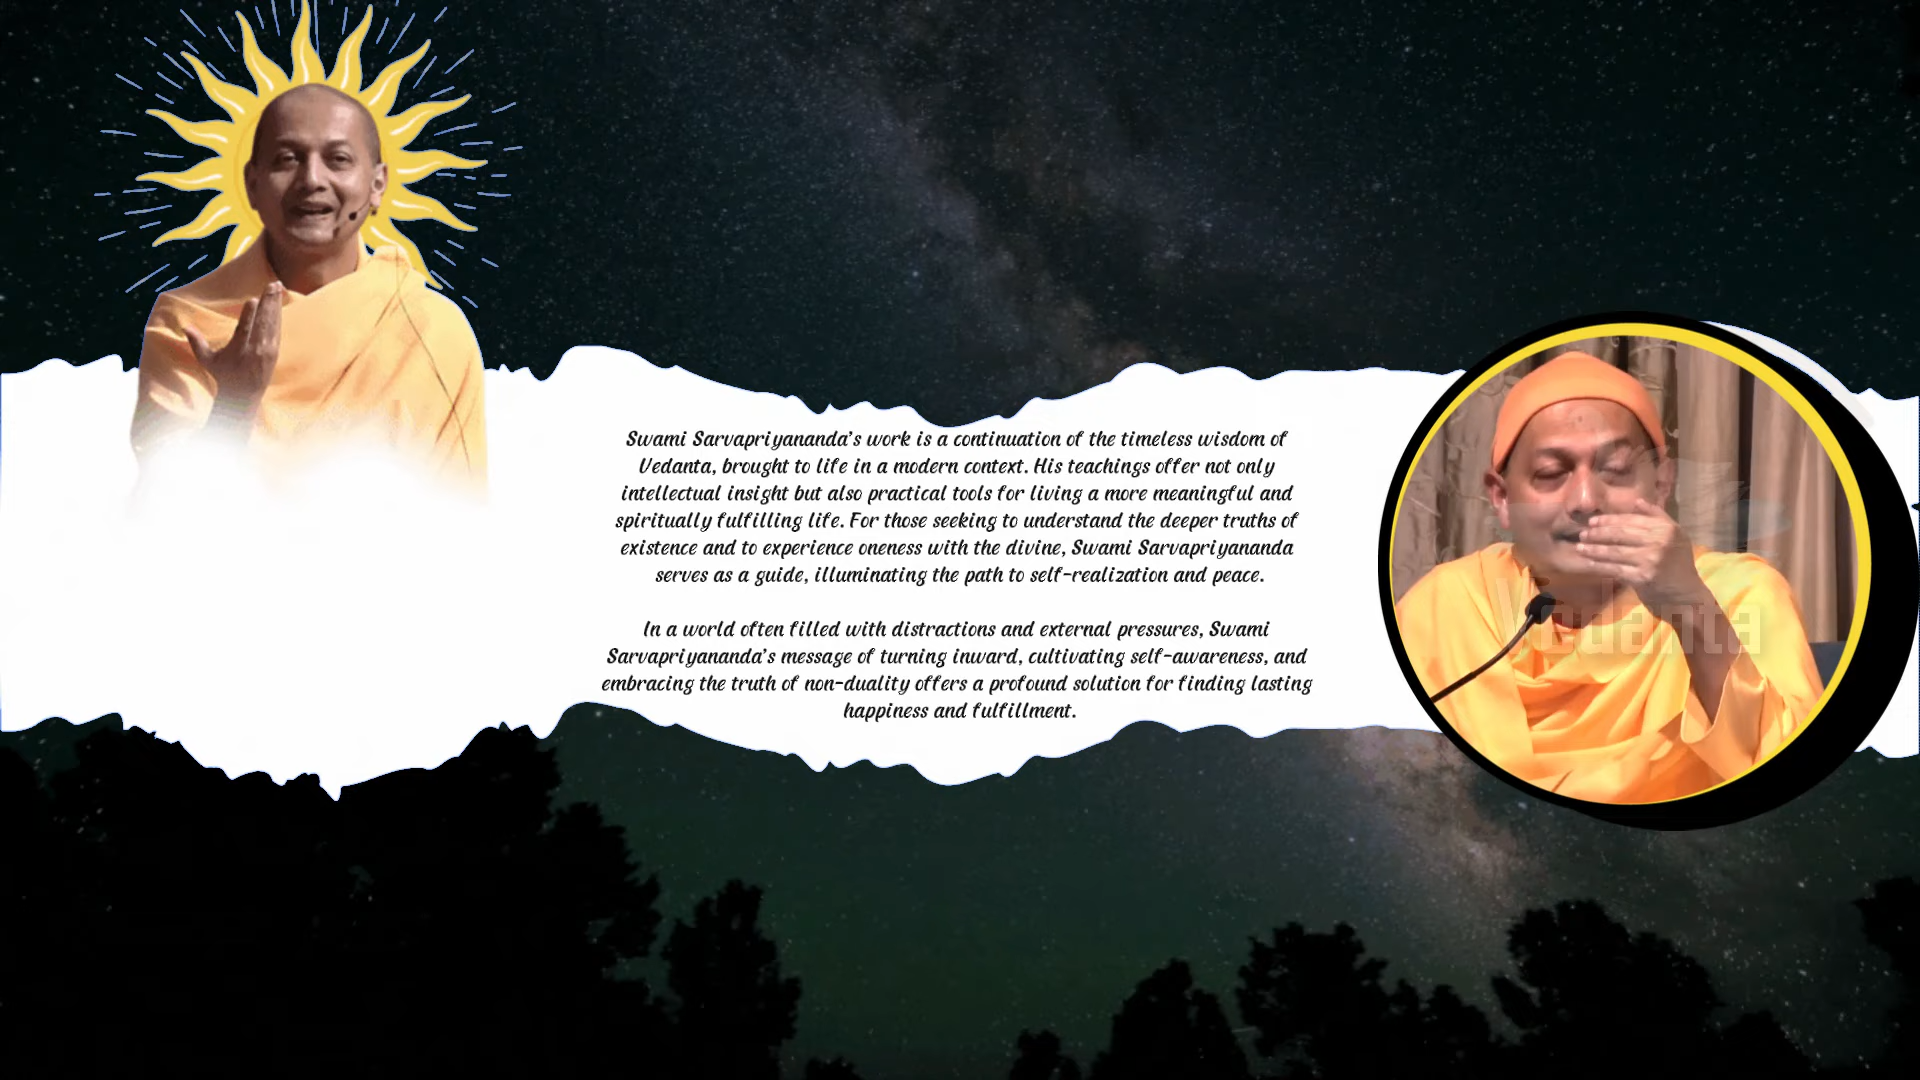 Swami Sarvapriyananda's work is a continuation of the timeless wisdom of
Vedanta, brought to life in a modern context. His teachings offer not only
intellectual insight but also practical tools for living a more meaningful and
spiritually fulfilling life. For those seeking to understand the deeper truths of
existence and to experience oneness with the divine, Swami Sarvapriyananda
serves as a guide, illuminating the path to self-realization and peace.
In a world often filled with distractions and external pressures, Swami
Sarvapriyananda's message of turning inward, cultivating self-awareness, and
embracing the truth of non-duality offers a profound solution for finding lasting
happiness and fulfillment.
Vedanta